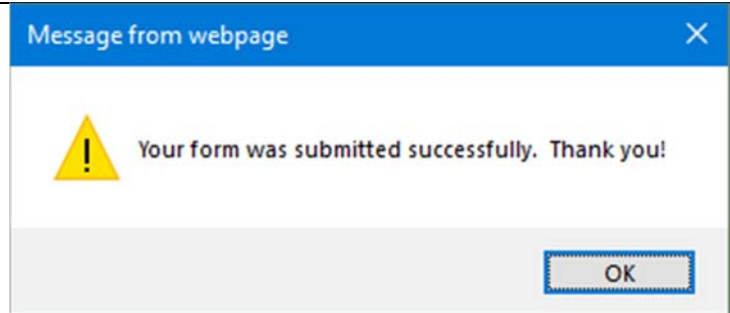 Message from webpage
Your form was submitted successfully.  Thank you!
OK